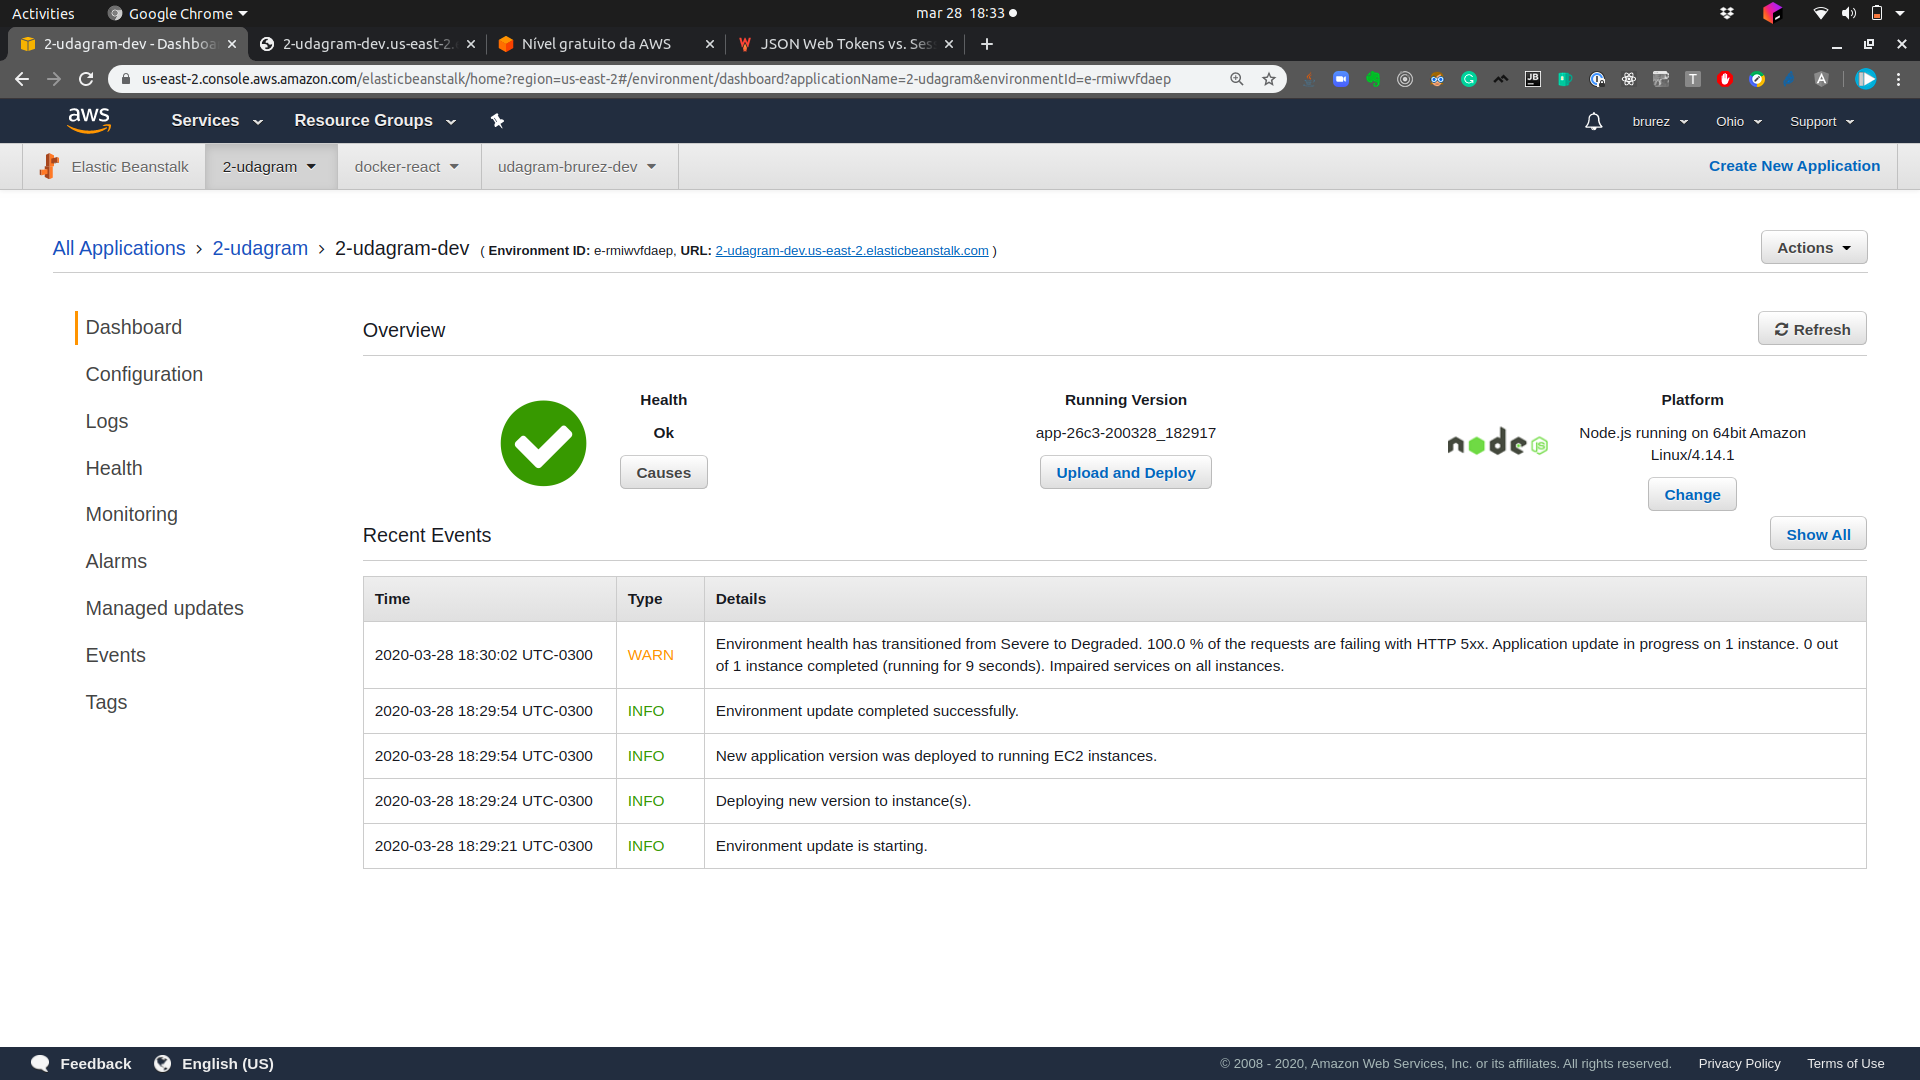 Activities
Google Chrome
mar 28 18:33
2-udagram-dev - Dashboa
2-udagram-dev.us-east-2.
Nível gratuito da AWS
JSON Web Tokens vs. Ses
us-east-2.console.aws.amazon.com/elasticbeanstalk/home?region=us-east-2#/environment/dashboard?applicationName=2-udagram&environmentId=e-rmiwvfdaep
aws
Services
Resource Groups
brurez
Ohio
Support
Elastic Beanstalk
2-udagram
docker-react
udagram-brurez-dev
Create New Application
All Applications › 2-udagram › 2-udagram-dev ( Environment ID: e-rmiwvfdaep, URL: 2-udagram-dev.us-east-2.elasticbeanstalk.com )
Actions
Dashboard
Configuration
Logs
Health
Monitoring
Alarms
Managed updates
Events
Tags
Overview
Refresh
Health
Ok
Causes
Running Version
app-26c3-200328_182917
Upload and Deploy
node
JS
Platform
Node.js running on 64bit Amazon
Linux/4.14.1
Change
Recent Events
Show All
Time Type Details
2020-03-28 18:30:02 UTC-0300 WARN Environment health has transitioned from Severe to Degraded. 100.0 % of the requests are failing with HTTP 5xx. Application update in progress on 1 instance. 0 out
of 1 instance completed (running for 9 seconds). Impaired services on all instances.
2020-03-28 18:29:54 UTC-0300 INFO Environment update completed successfully.
2020-03-28 18:29:54 UTC-0300 INFO New application version was deployed to running EC2 instances.
2020-03-28 18:29:24 UTC-0300 INFO Deploying new version to instance(s).
2020-03-28 18:29:21 UTC-0300 INFO Environment update is starting.
Feedback
English (US)
© 2008 - 2020, Amazon Web Services, Inc. or its affiliates. All rights reserved.
Privacy Policy
Terms of Use